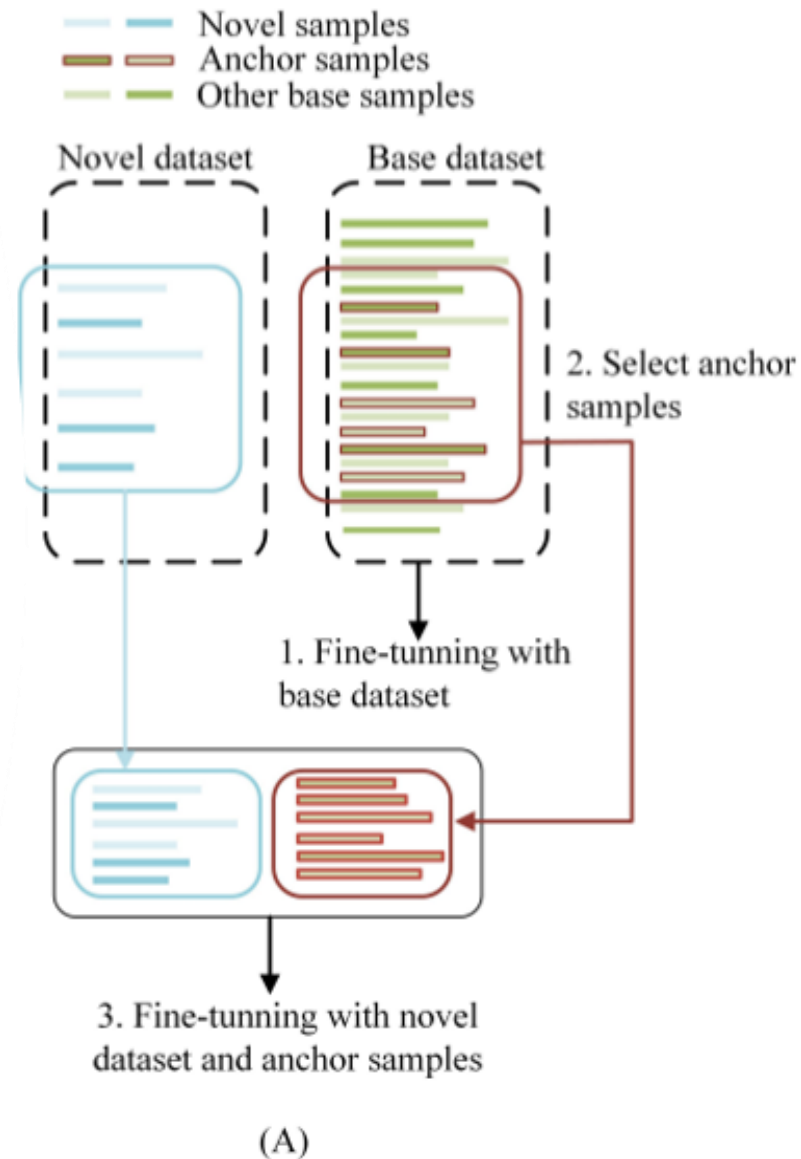 Novel samples
Anchor samples
Other base samples
Novel dataset
Base dataset
2. Select anchor
samples
1. Fine-tunning with
base dataset
3. Fine-tunning with novel
dataset and anchor samples
(A)